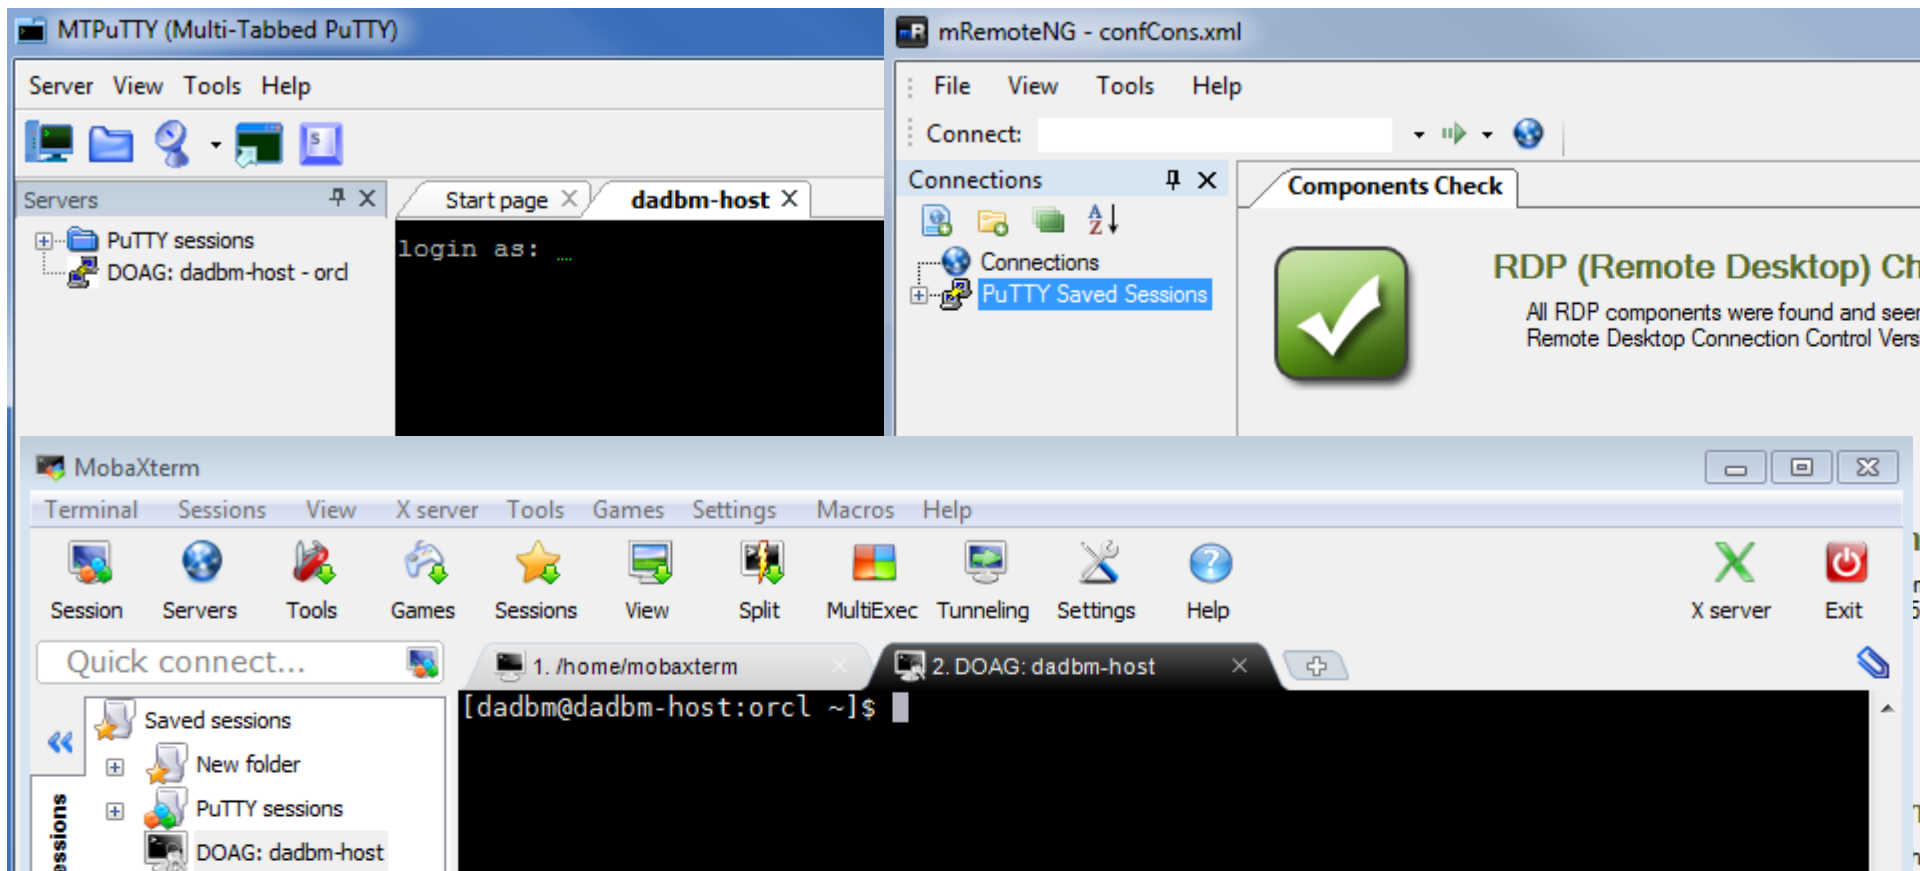 MTPuTTY (Multi-Tabbed PuTTY)
Server View Tools Help
S
Servers
Start page
dadbm-host
PuTTY sessions
DOAG: dadbm-host - orcl
login as:
mRemoteNG - confCons.xml
File View Tools Help
Connect:
Connections
Components Check
A
Z
Connections
PuTTY Saved Sessions
RDP (Remote Desktop) Ch
All RDP components were found and seen
Remote Desktop Connection Control Vers
MobaXterm
Terminal Sessions View X server Tools Games Settings Macros Help
Session Servers Tools Games Sessions View Split MultiExec Tunneling Settings Help X server Exit
Quick connect...
1. /home/mobaxterm
2. DOAG: dadbm-host
[dadbm@dadbm-host:orcl ~]$
Saved sessions
New folder
PuTTY sessions
DOAG: dadbm-host